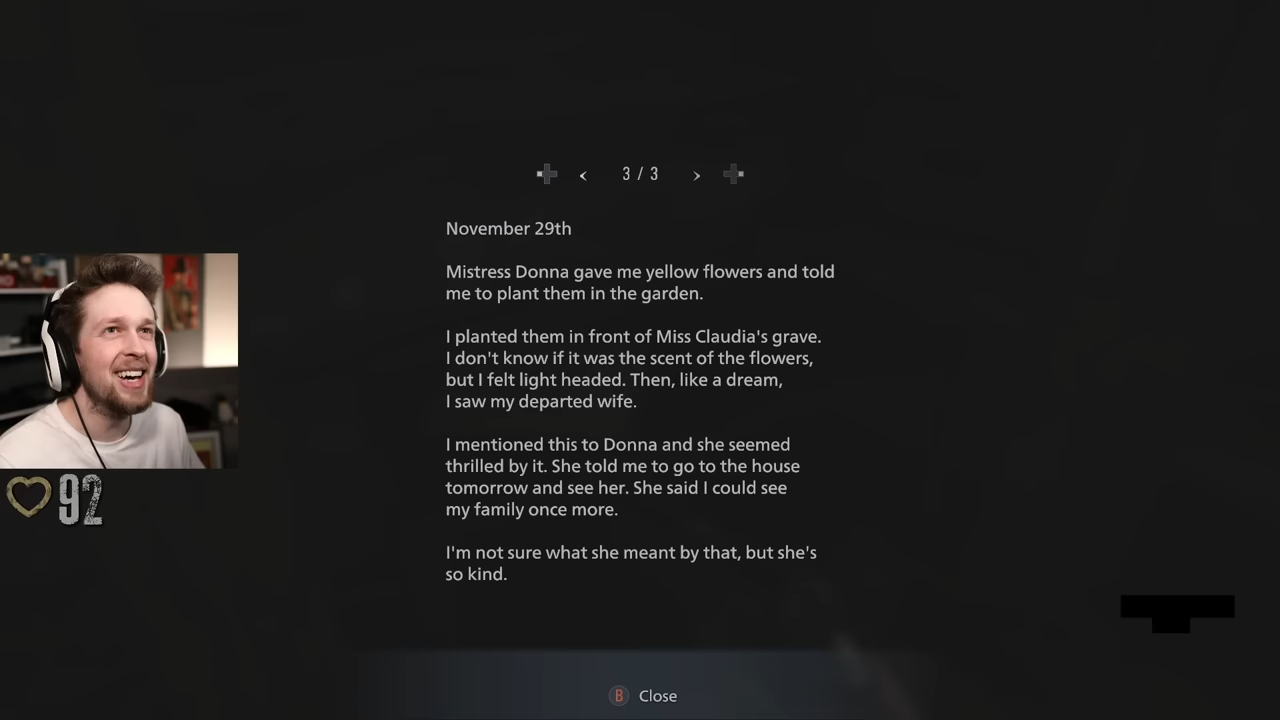 3 / 3
November 29th
Mistress Donna gave me yellow flowers and told
me to plant them in the garden.
I planted them in front of Miss Claudia's grave.
I don't know if it was the scent of the flowers,
but I felt light headed. Then, like a dream,
I saw my departed wife.
I mentioned this to Donna and she seemed
thrilled by it. She told me to go to the house
tomorrow and see her. She said I could see
my family once more.
I'm not sure what she meant by that, but she's
so kind.
92
B Close